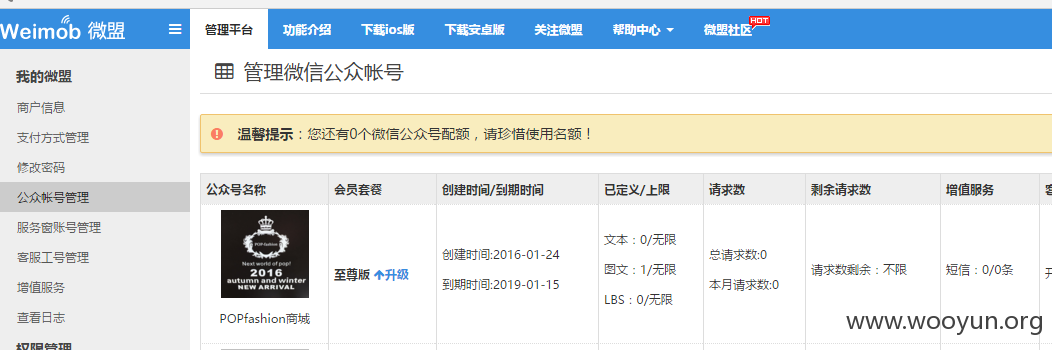 Weimob 微盟
管理平台 功能介绍 下载ios版 下载安卓版 关注微盟 帮助中心 微盟社区 HOT
我的微盟
商户信息
支付方式管理
修改密码
公众帐号管理
服务窗账号管理
客服工号管理
增值服务
查看日志
权限管理
管理微信公众帐号
温馨提示：您还有0个微信公众号配额，请珍惜使用名额！
公众号名称 会员套餐 创建时间/到期时间 已定义/上限 请求数 剩余请求数 增值服务
POPfashion
Next world of pop!
2016
autumn and winter
NEW ARRIVAL
POPfashion商城
至尊版 升级
创建时间:2016-01-24
到期时间:2019-01-15
文本：0/无限
图文：1/无限
LBS：0/无限
总请求数:0
本月请求数:0
请求数剩余：不限
短信：0/0条
www.wooyun.org